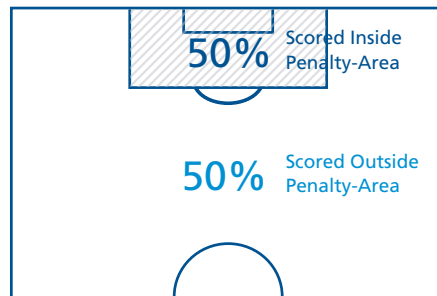 50%
Scored Inside
Penalty-Area
50%
Scored Outside
Penalty-Area